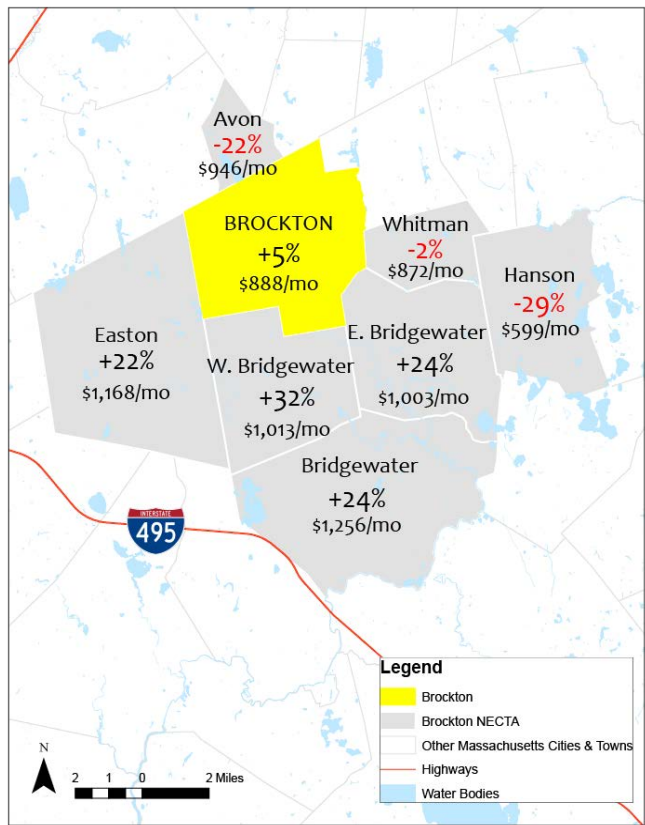 Avon
-22%
$946/mo
BROCKTON
+5%
$888/mo
Whitman
-2%
$872/mo
Hanson
-29%
$599/mo
Easton
+22%
$1,168/mo
W. Bridgewater
+32%
$1,013/mo
E. Bridgewater
+24%
$1,003/mo
Bridgewater
+24%
$1,256/mo
INTERSTATE
495
Legend
Brockton
Brockton NECTA
Other Massachusetts Cities & Towns
Highways
Water Bodies
N
2 1 0 2 Miles